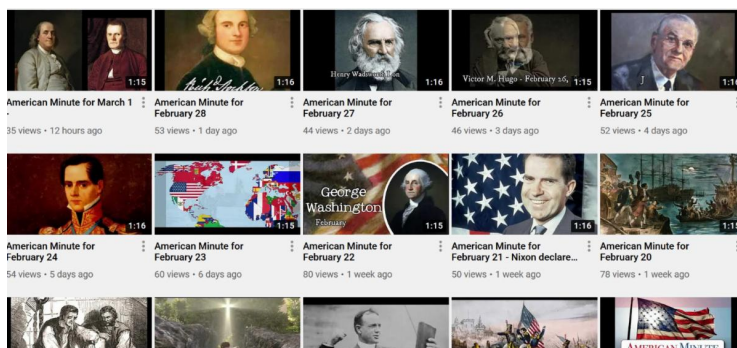 1:15
Henry Wadsworth Lon
1:16
1:16
Victor M. Hugo - February 26,
1:15
J
1:16
American Minute for March 1
-
American Minute for
February 28
American Minute for
February 27
American Minute for
February 26
American Minute for
February 25
35 views • 12 hours ago
53 views • 1 day ago
44 views • 2 days ago
46 views • 3 days ago
52 views • 4 days ago
1:16
1:15
George
Washington
February
1:15
1:16
1:15
American Minute for
February 24
American Minute for
February 23
American Minute for
February 22
American Minute for
February 21 - Nixon declare...
American Minute for
February 20
54 views • 5 days ago
60 views • 6 days ago
80 views • 1 week ago
50 views • 1 week ago
78 views • 1 week ago
AMERICAN MINUTE